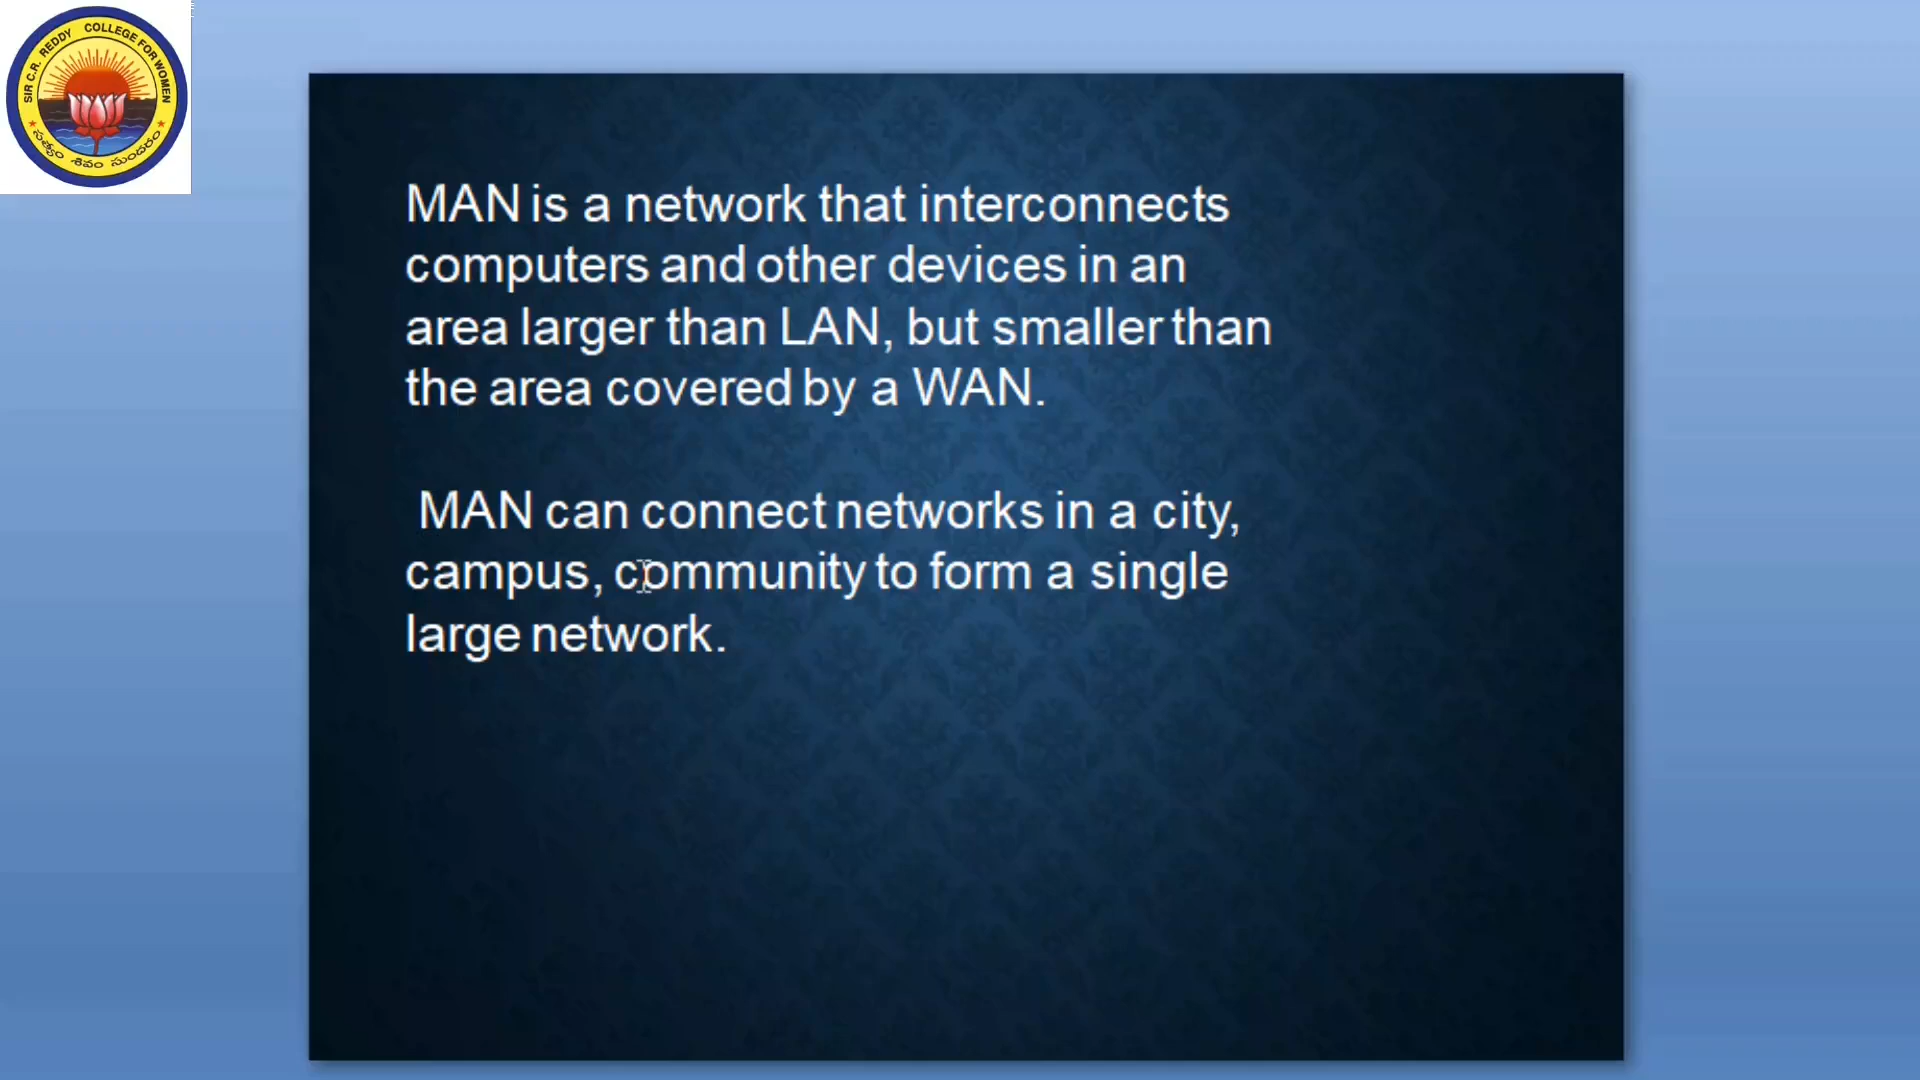 SIR C.R. REDDY COLLEGE FOR WOMEN
సత్యం శివం సుందరం
MAN is a network that interconnects
computers and other devices in an
area larger than LAN, but smaller than
the area covered by a WAN.
MAN can connect networks in a city,
campus, community to form a single
large network.